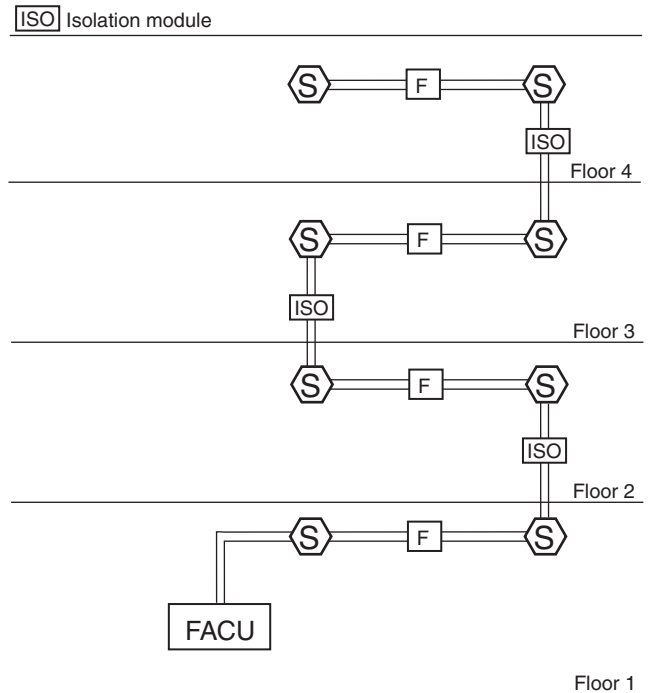 ISO Isolation module
S F S
ISO
Floor 4
S F S
ISO
Floor 3
S F S
ISO
Floor 2
S F S
FACU
Floor 1